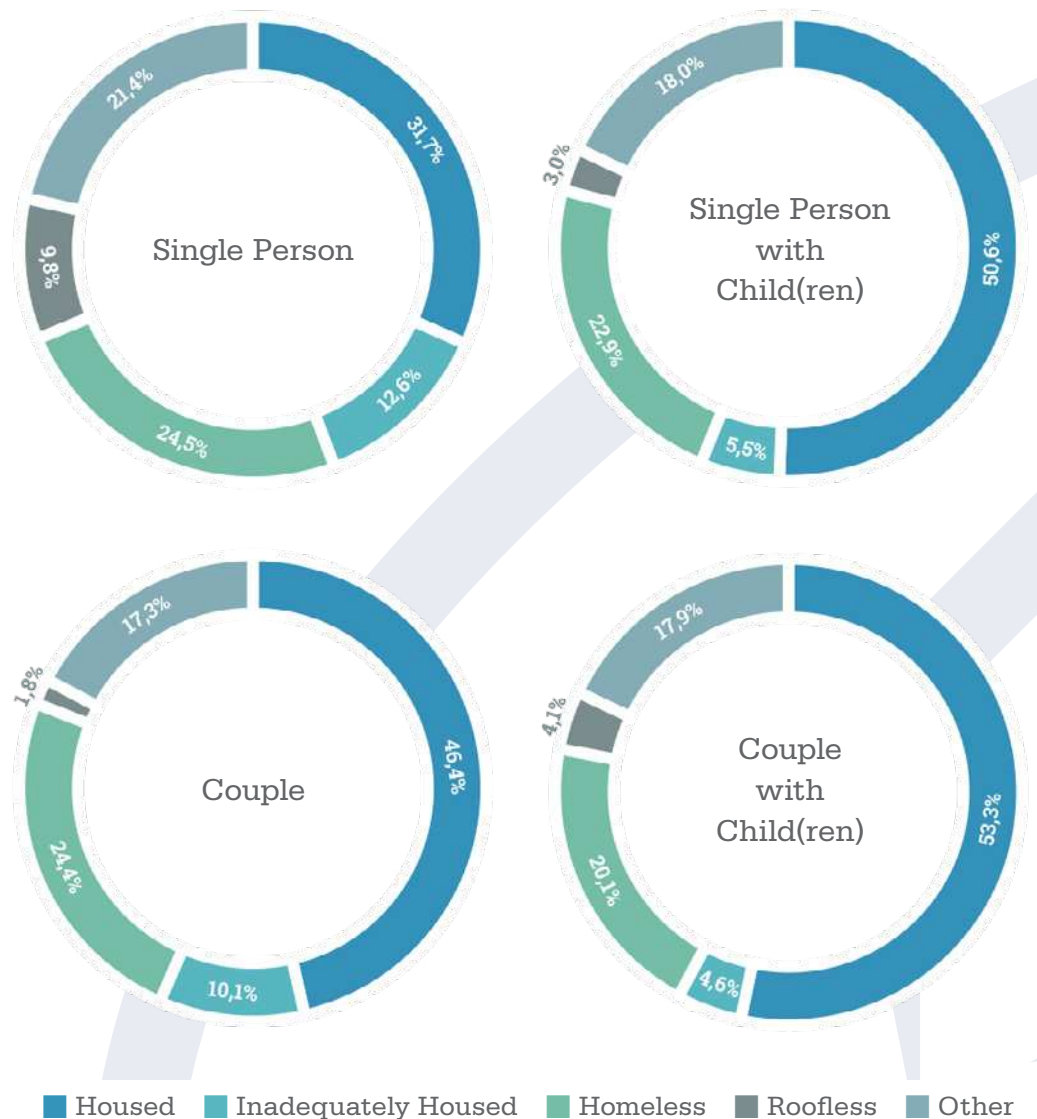 21,4%
31,7%
9,8%
Single Person
12,6%
24,5%
18,0%
3,0%
Single Person
with
Child(ren)
50,6%
22,9%
5,5%
17,3%
1,8%
46,4%
Couple
24,4%
10,1%
17,9%
4,1%
Couple
with
Child(ren)
53,3%
20,1%
4,6%
Housed Inadequately Housed Homeless Roofless Other